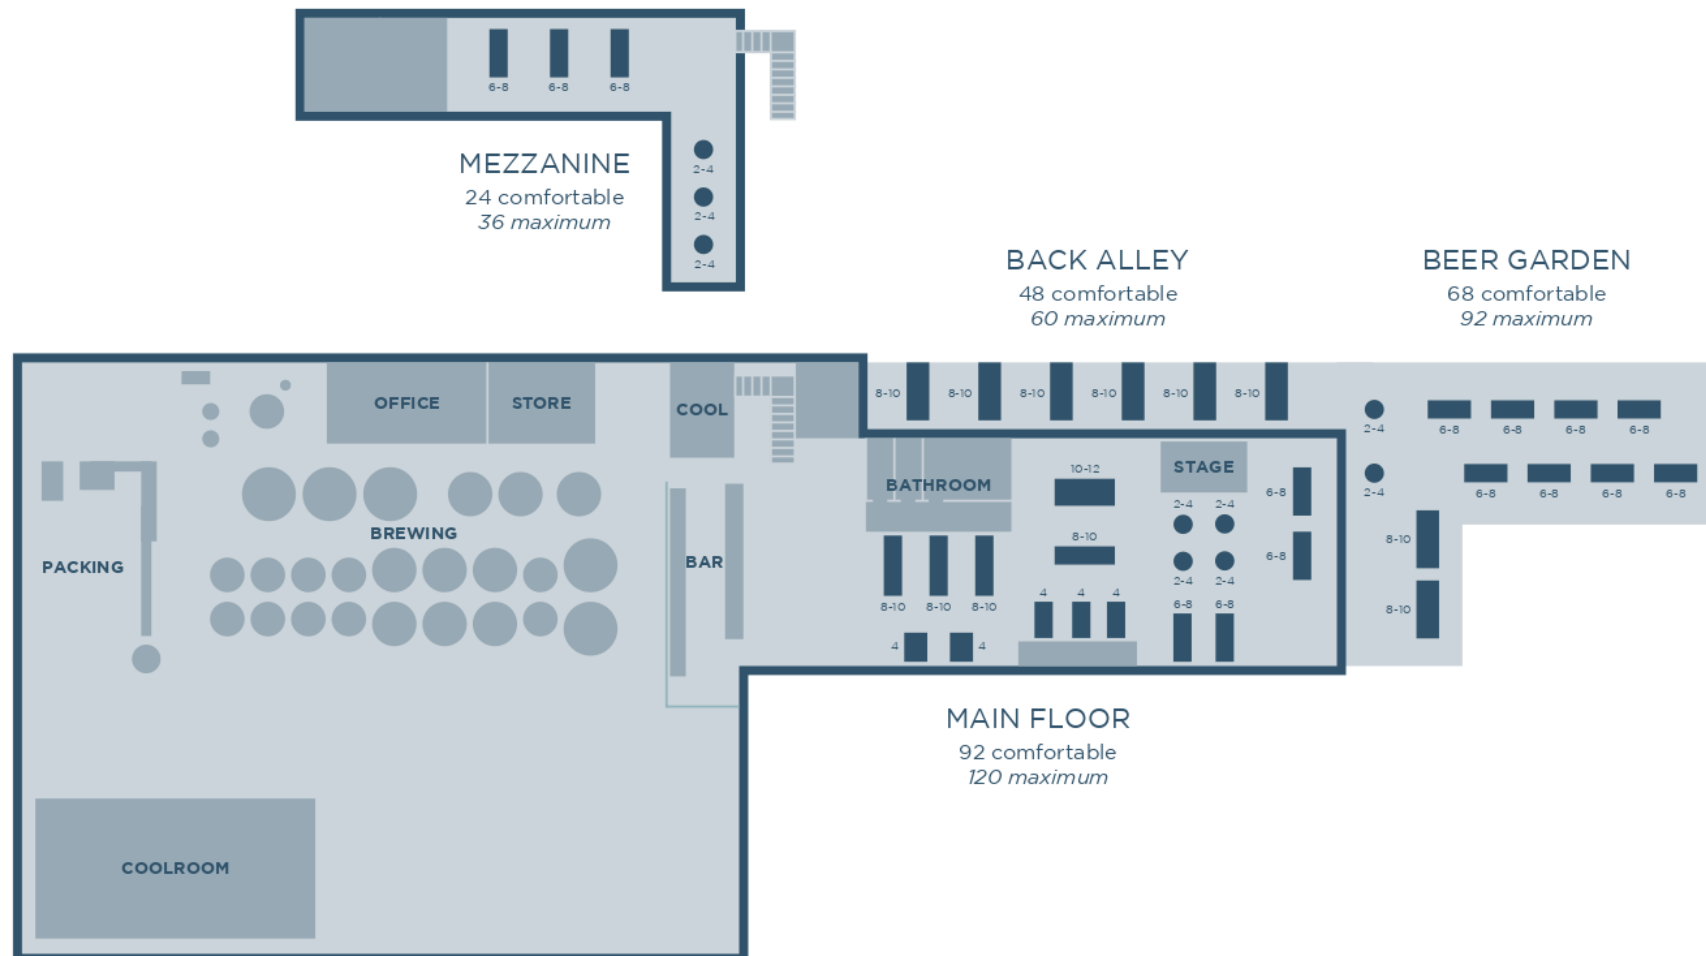 6-8 6-8 6-8
2-4
2-4
2-4
MEZZANINE
24 comfortable
36 maximum
BACK ALLEY
48 comfortable
60 maximum
BEER GARDEN
68 comfortable
92 maximum
OFFICE
STORE
COOL
8-10 8-10 8-10 8-10 8-10 8-10
2-4
6-8 6-8 6-8 6-8
2-4
6-8 6-8 6-8 6-8
8-10
8-10
BATHROOM
10-12
STAGE
6-8
2-4 2-4
BREWING
8-10
6-8
PACKING
BAR
2-4 2-4
8-10 8-10 8-10
4 4 4
6-8 6-8
4 4
MAIN FLOOR
92 comfortable
120 maximum
COOLROOM